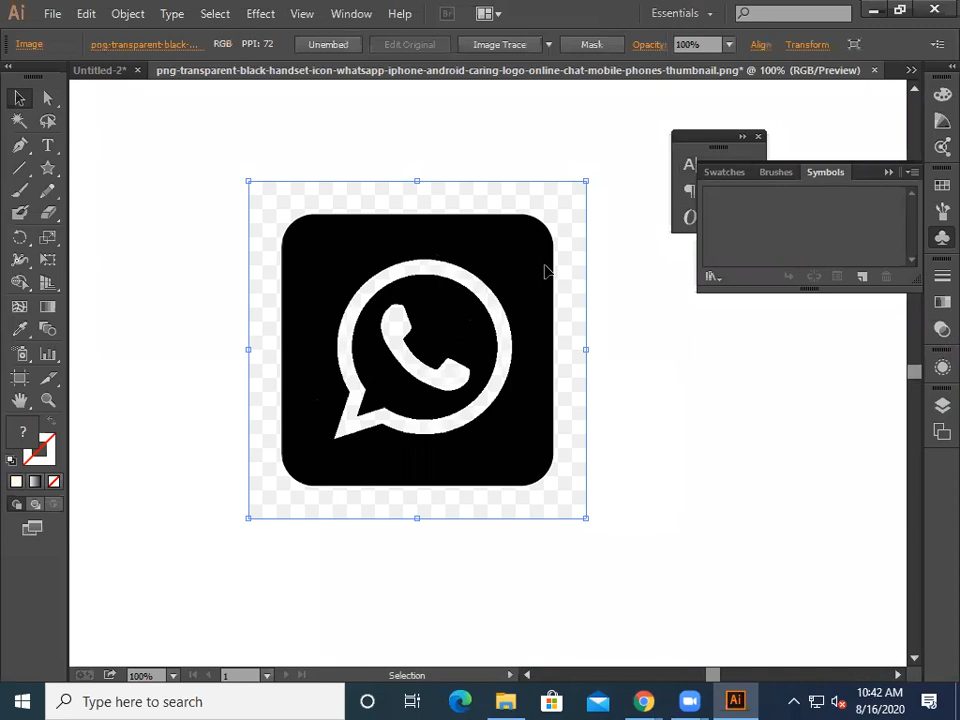 Ai File Edit Object Type Select Effect View Window Help Br Essentials
Image png-transparent-black-... RGB PPI: 72 Unembed Edit Original Image Trace Mask Opacity: 100% Align Transform
Untitled-2* × png-transparent-black-handset-icon-whatsapp-iphone-android-caring-logo-online-chat-mobile-phones-thumbnail.png* @ 100% (RGB/Preview) ×
Swatches Brushes Symbols
?
100% 1 Selection
Type here to search
Ai
10:42 AM
8/16/2020